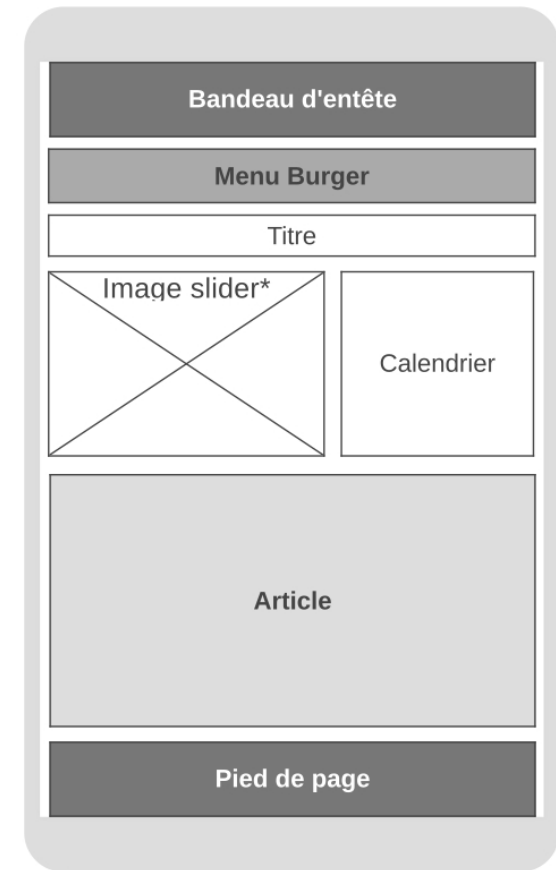 Bandeau d'entête
Menu Burger
Titre
Image slider*
Calendrier
Article
Pied de page